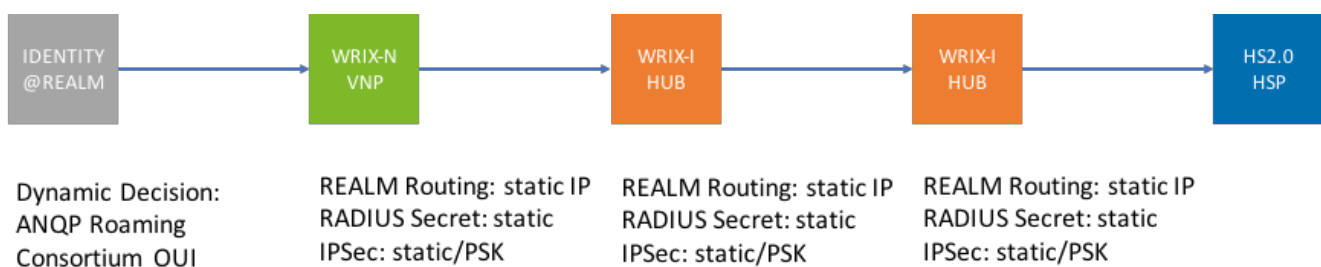 IDENTITY
@REALM
WRIX-N
VNP
WRIX-I
HUB
WRIX-I
HUB
HS2.0
HSP
Dynamic Decision:
ANQP Roaming
Consortium OUI
REALM Routing: static IP
RADIUS Secret: static
IPSec: static/PSK
REALM Routing: static IP
RADIUS Secret: static
IPSec: static/PSK
REALM Routing: static IP
RADIUS Secret: static
IPSec: static/PSK